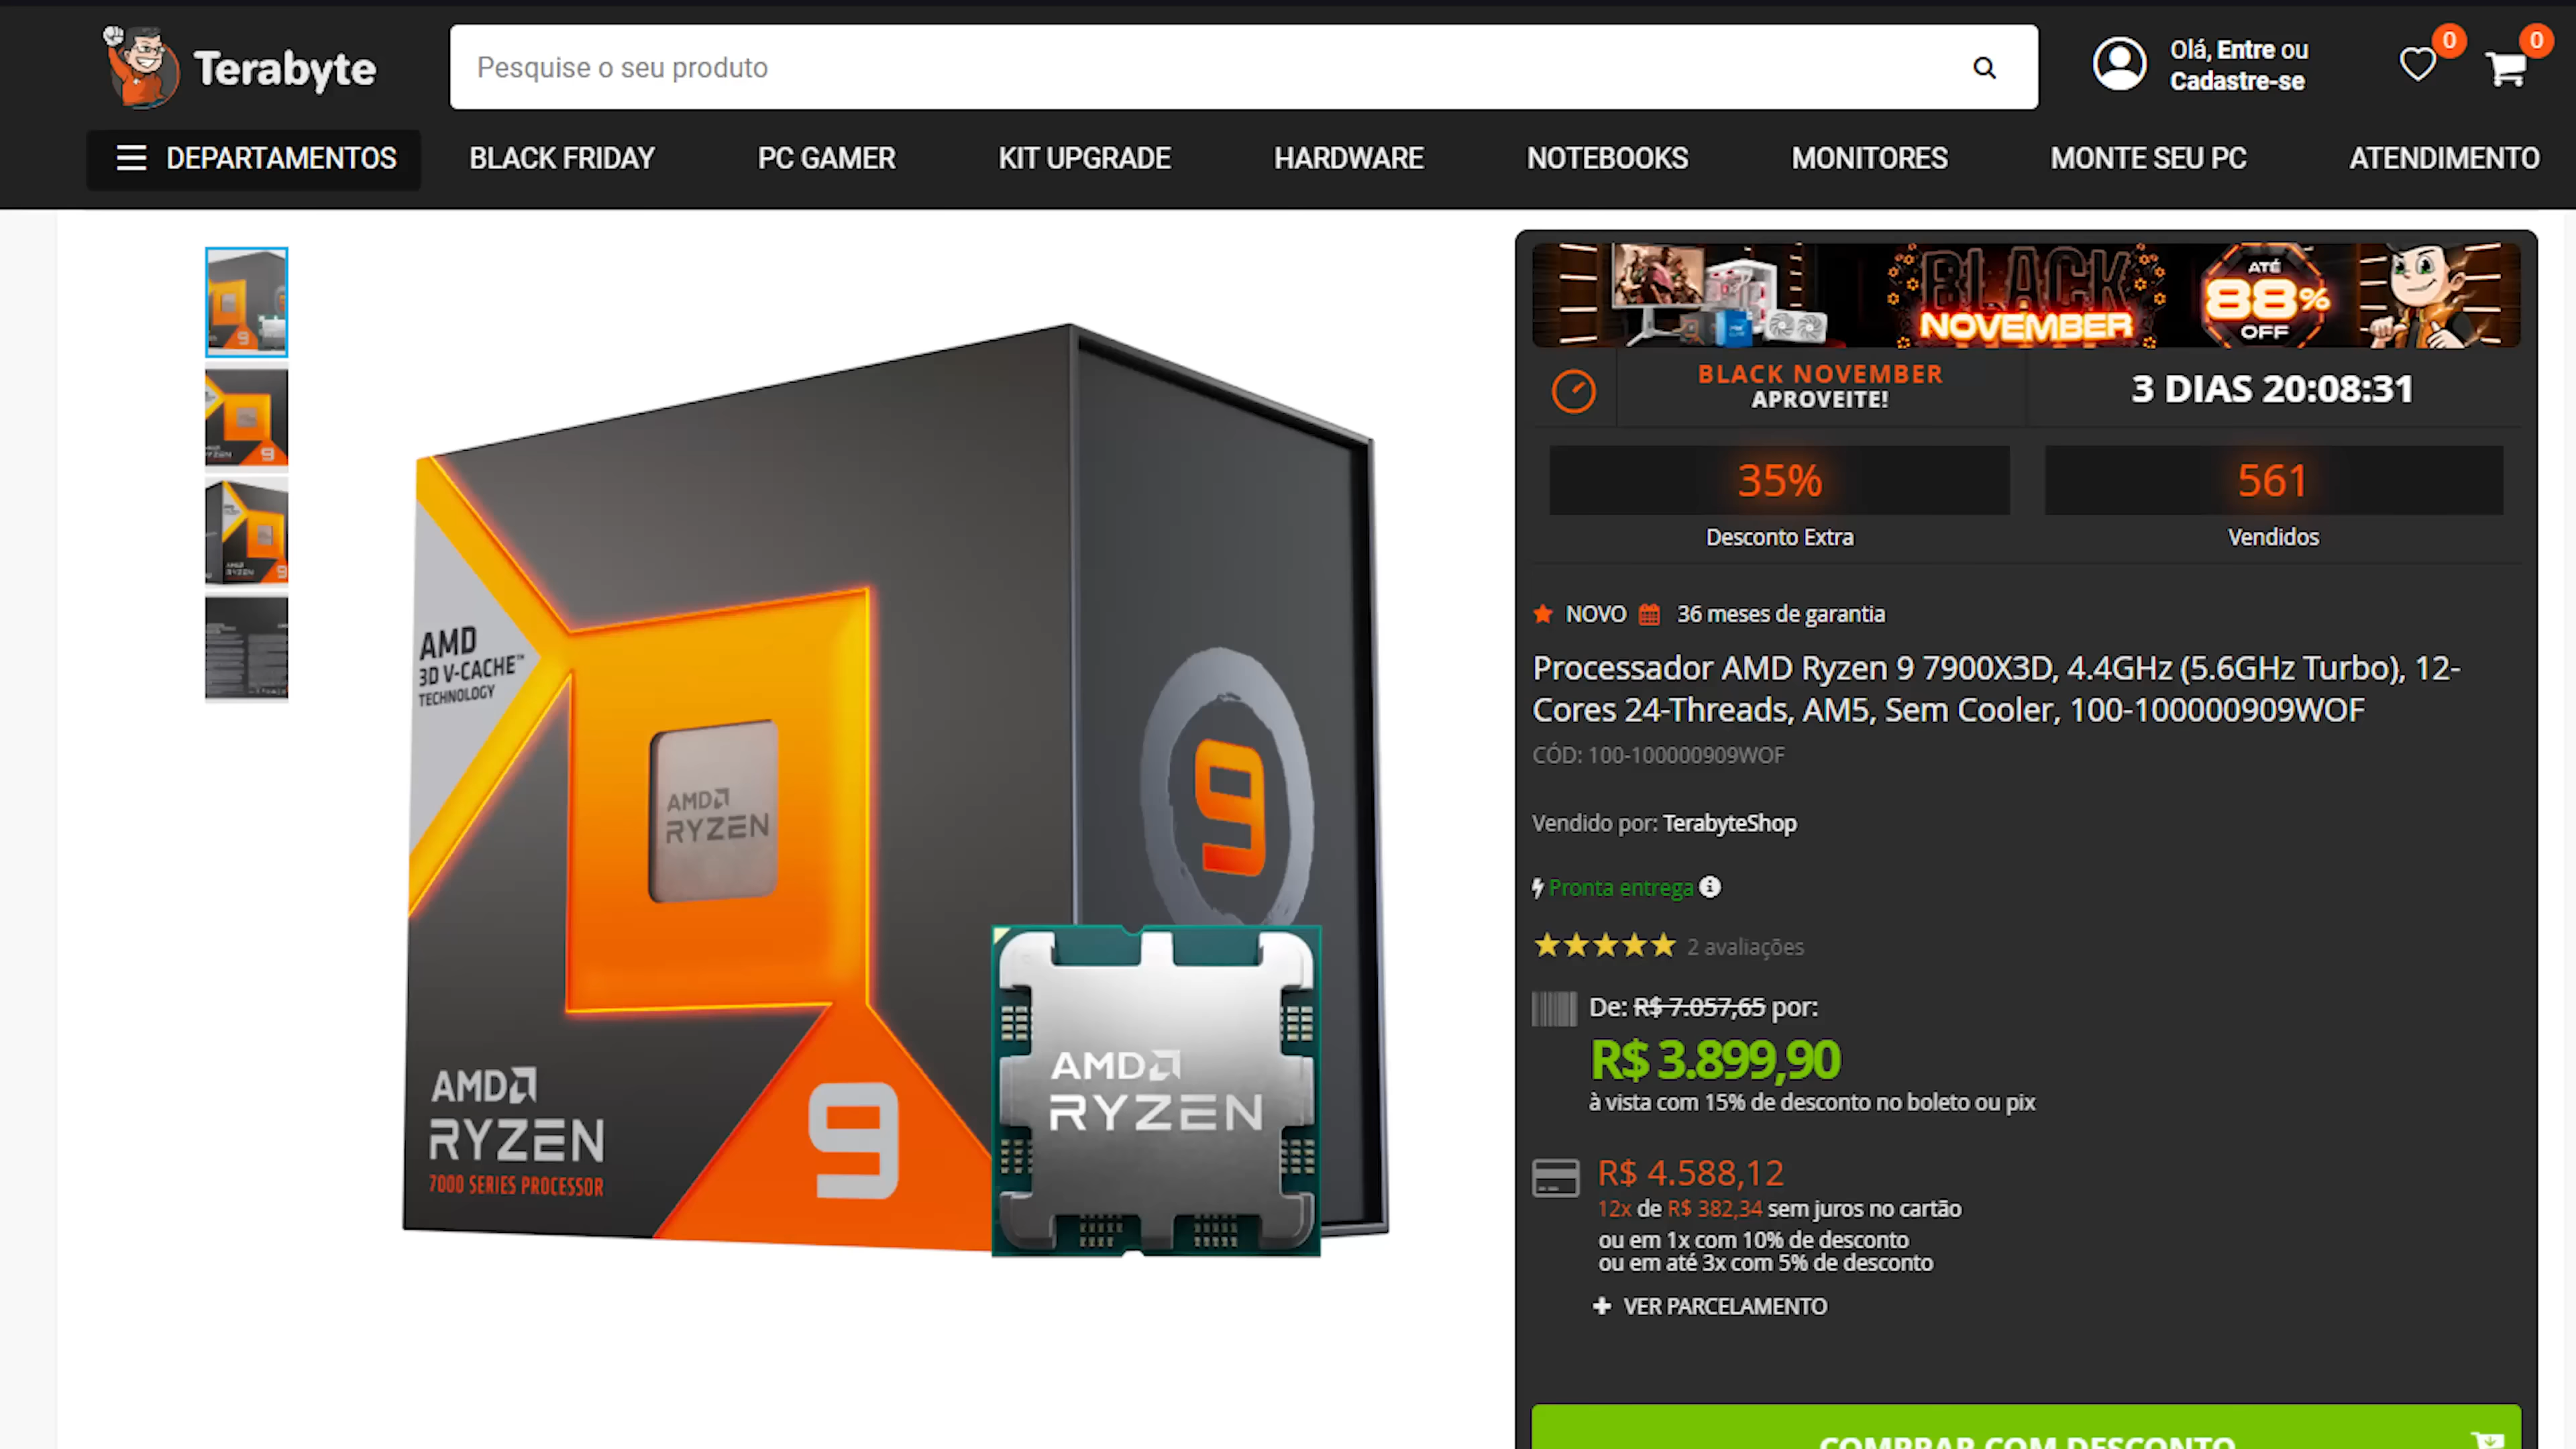 Terabyte
Pesquise o seu produto
Olá, Entre ou
Cadastre-se
0
0
DEPARTAMENTOS
BLACK FRIDAY
PC GAMER
KIT UPGRADE
HARDWARE
NOTEBOOKS
MONITORES
MONTE SEU PC
ATENDIMENTO
AMD
3D V-CACHE™
TECHNOLOGY
AMD
RYZEN
9
AMD
RYZEN
7000 SERIES PROCESSOR
9
AMD
RYZEN
BLACK
NOVEMBER
ATÉ
88%
OFF
BLACK NOVEMBER
APROVEITE!
3 DIAS 20:08:31
35%
Desconto Extra
561
Vendidos
NOVO 36 meses de garantia
Processador AMD Ryzen 9 7900X3D, 4.4GHz (5.6GHz Turbo), 12-
Cores 24-Threads, AM5, Sem Cooler, 100-100000909WOF
CÓD: 100-100000909WOF
Vendido por: TerabyteShop
Pronta entrega
2 avaliações
De: R$ 7.057,65 por:
R$ 3.899,90
à vista com 15% de desconto no boleto ou pix
R$ 4.588,12
12x de R$ 382,34 sem juros no cartão
ou em 1x com 10% de desconto
ou em até 3x com 5% de desconto
+ VER PARCELAMENTO
COMPRAR COM DESCONTO